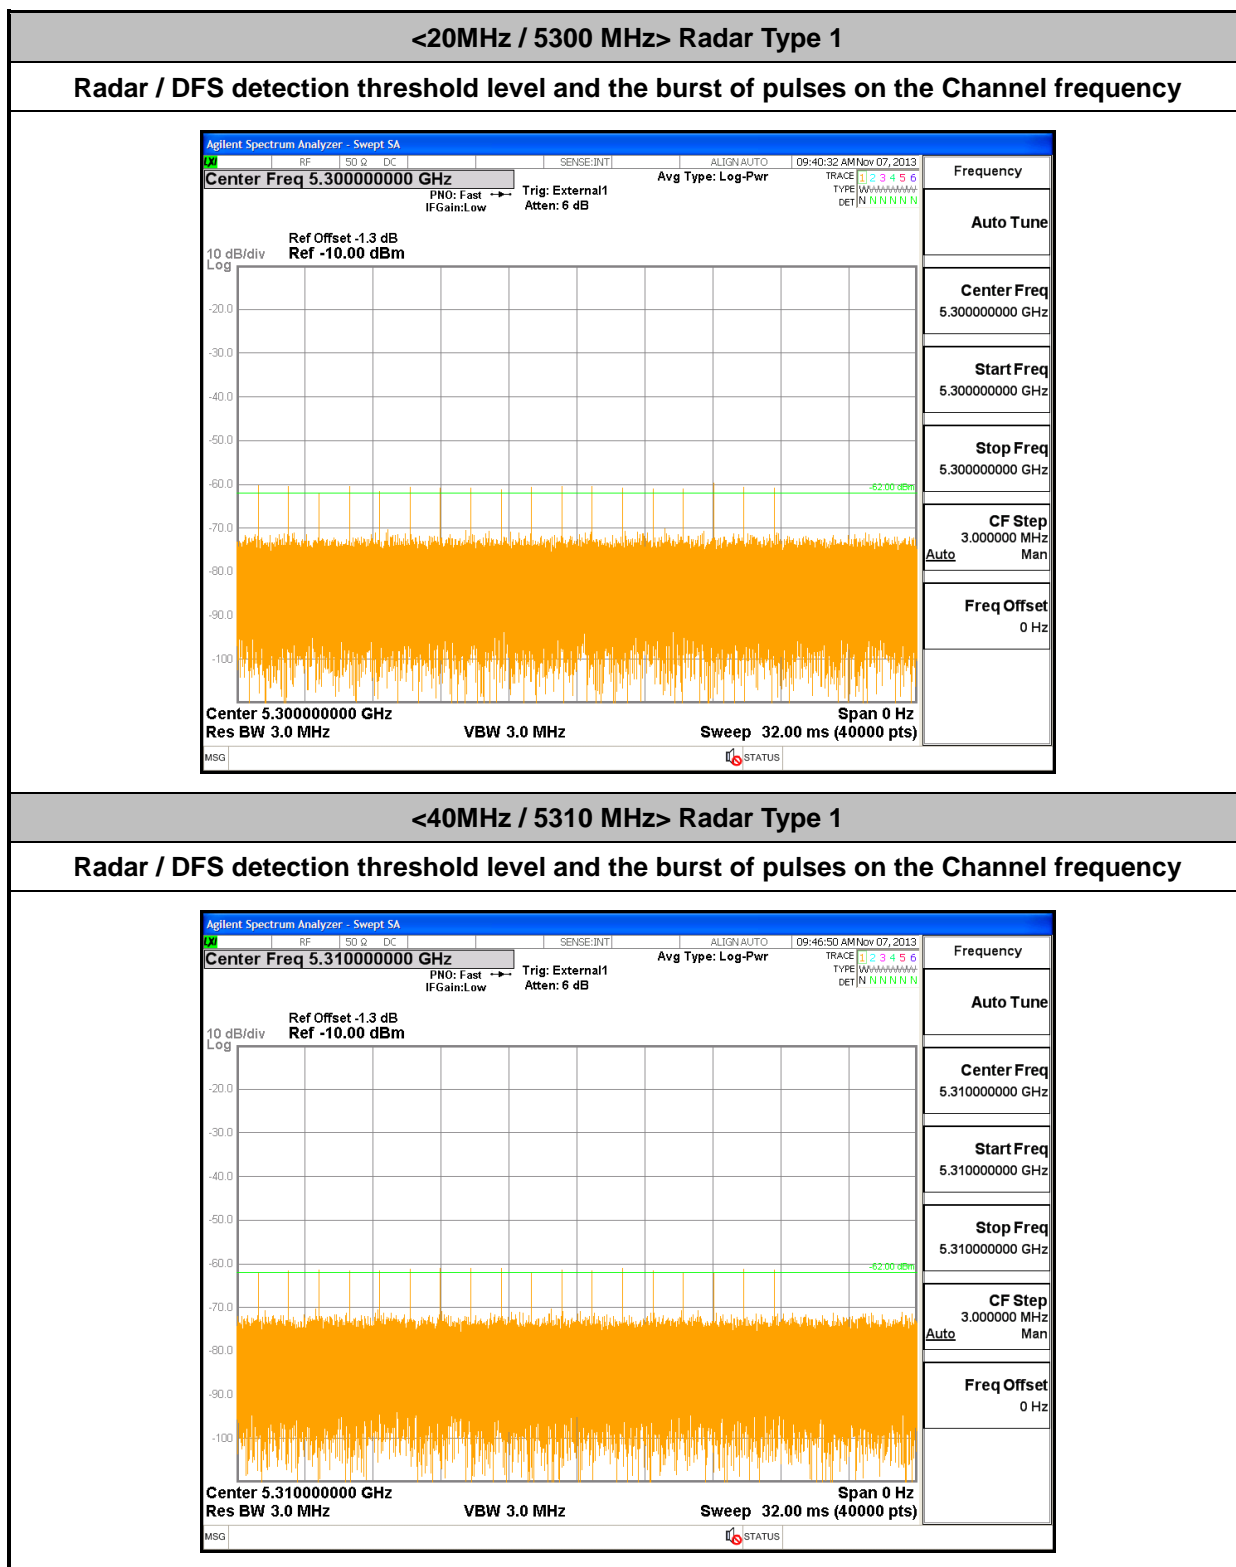 <20MHz / 5300 MHz> Radar Type 1
Radar / DFS detection threshold level and the burst of pulses on the Channel frequency
Agilent Spectrum Analyzer - Swept SA
LXI RF 50 Ω DC SENSE:INT ALIGN AUTO 09:40:32 AM Nov 07, 2013
Center Freq 5.300000000 GHz
PNO: Fast
IFGain:Low
Trig: External1
Atten: 6 dB
Avg Type: Log-Pwr
TRACE 1 2 3 4 5 6
TYPE W
DET N N N N N N
Ref Offset -1.3 dB
10 dB/div Ref -10.00 dBm
Log
-20.0
-30.0
-40.0
-50.0
-60.0
-62.00 dBm
-70.0
-80.0
-90.0
-100
Center 5.300000000 GHz Span 0 Hz
Res BW 3.0 MHz VBW 3.0 MHz Sweep 32.00 ms (40000 pts)
MSG STATUS
Frequency
Auto Tune
Center Freq
5.300000000 GHz
Start Freq
5.300000000 GHz
Stop Freq
5.300000000 GHz
CF Step
3.000000 MHz
Auto Man
Freq Offset
0 Hz
<40MHz / 5310 MHz> Radar Type 1
Radar / DFS detection threshold level and the burst of pulses on the Channel frequency
Agilent Spectrum Analyzer - Swept SA
LXI RF 50 Ω DC SENSE:INT ALIGN AUTO 09:46:50 AM Nov 07, 2013
Center Freq 5.310000000 GHz
PNO: Fast
IFGain:Low
Trig: External1
Atten: 6 dB
Avg Type: Log-Pwr
TRACE 1 2 3 4 5 6
TYPE W
DET N N N N N N
Ref Offset -1.3 dB
10 dB/div Ref -10.00 dBm
Log
-20.0
-30.0
-40.0
-50.0
-60.0
-62.00 dBm
-70.0
-80.0
-90.0
-100
Center 5.310000000 GHz Span 0 Hz
Res BW 3.0 MHz VBW 3.0 MHz Sweep 32.00 ms (40000 pts)
MSG STATUS
Frequency
Auto Tune
Center Freq
5.310000000 GHz
Start Freq
5.310000000 GHz
Stop Freq
5.310000000 GHz
CF Step
3.000000 MHz
Auto Man
Freq Offset
0 Hz